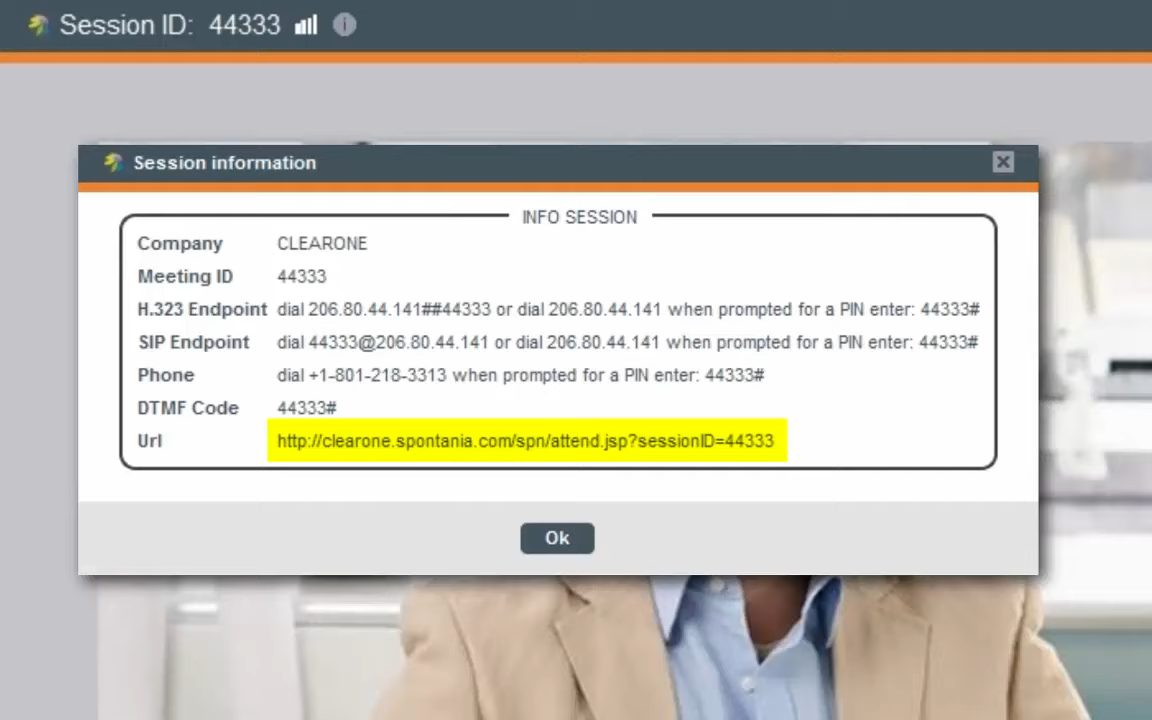 Session ID: 44333
Session information
INFO SESSION
Company CLEARONE
Meeting ID 44333
H.323 Endpoint dial 206.80.44.141##44333 or dial 206.80.44.141 when prompted for a PIN enter: 44333#
SIP Endpoint dial 44333@206.80.44.141 or dial 206.80.44.141 when prompted for a PIN enter: 44333#
Phone dial +1-801-218-3313 when prompted for a PIN enter: 44333#
DTMF Code 44333#
Url http://clearone.spontania.com/spn/attend.jsp?sessionID=44333
Ok